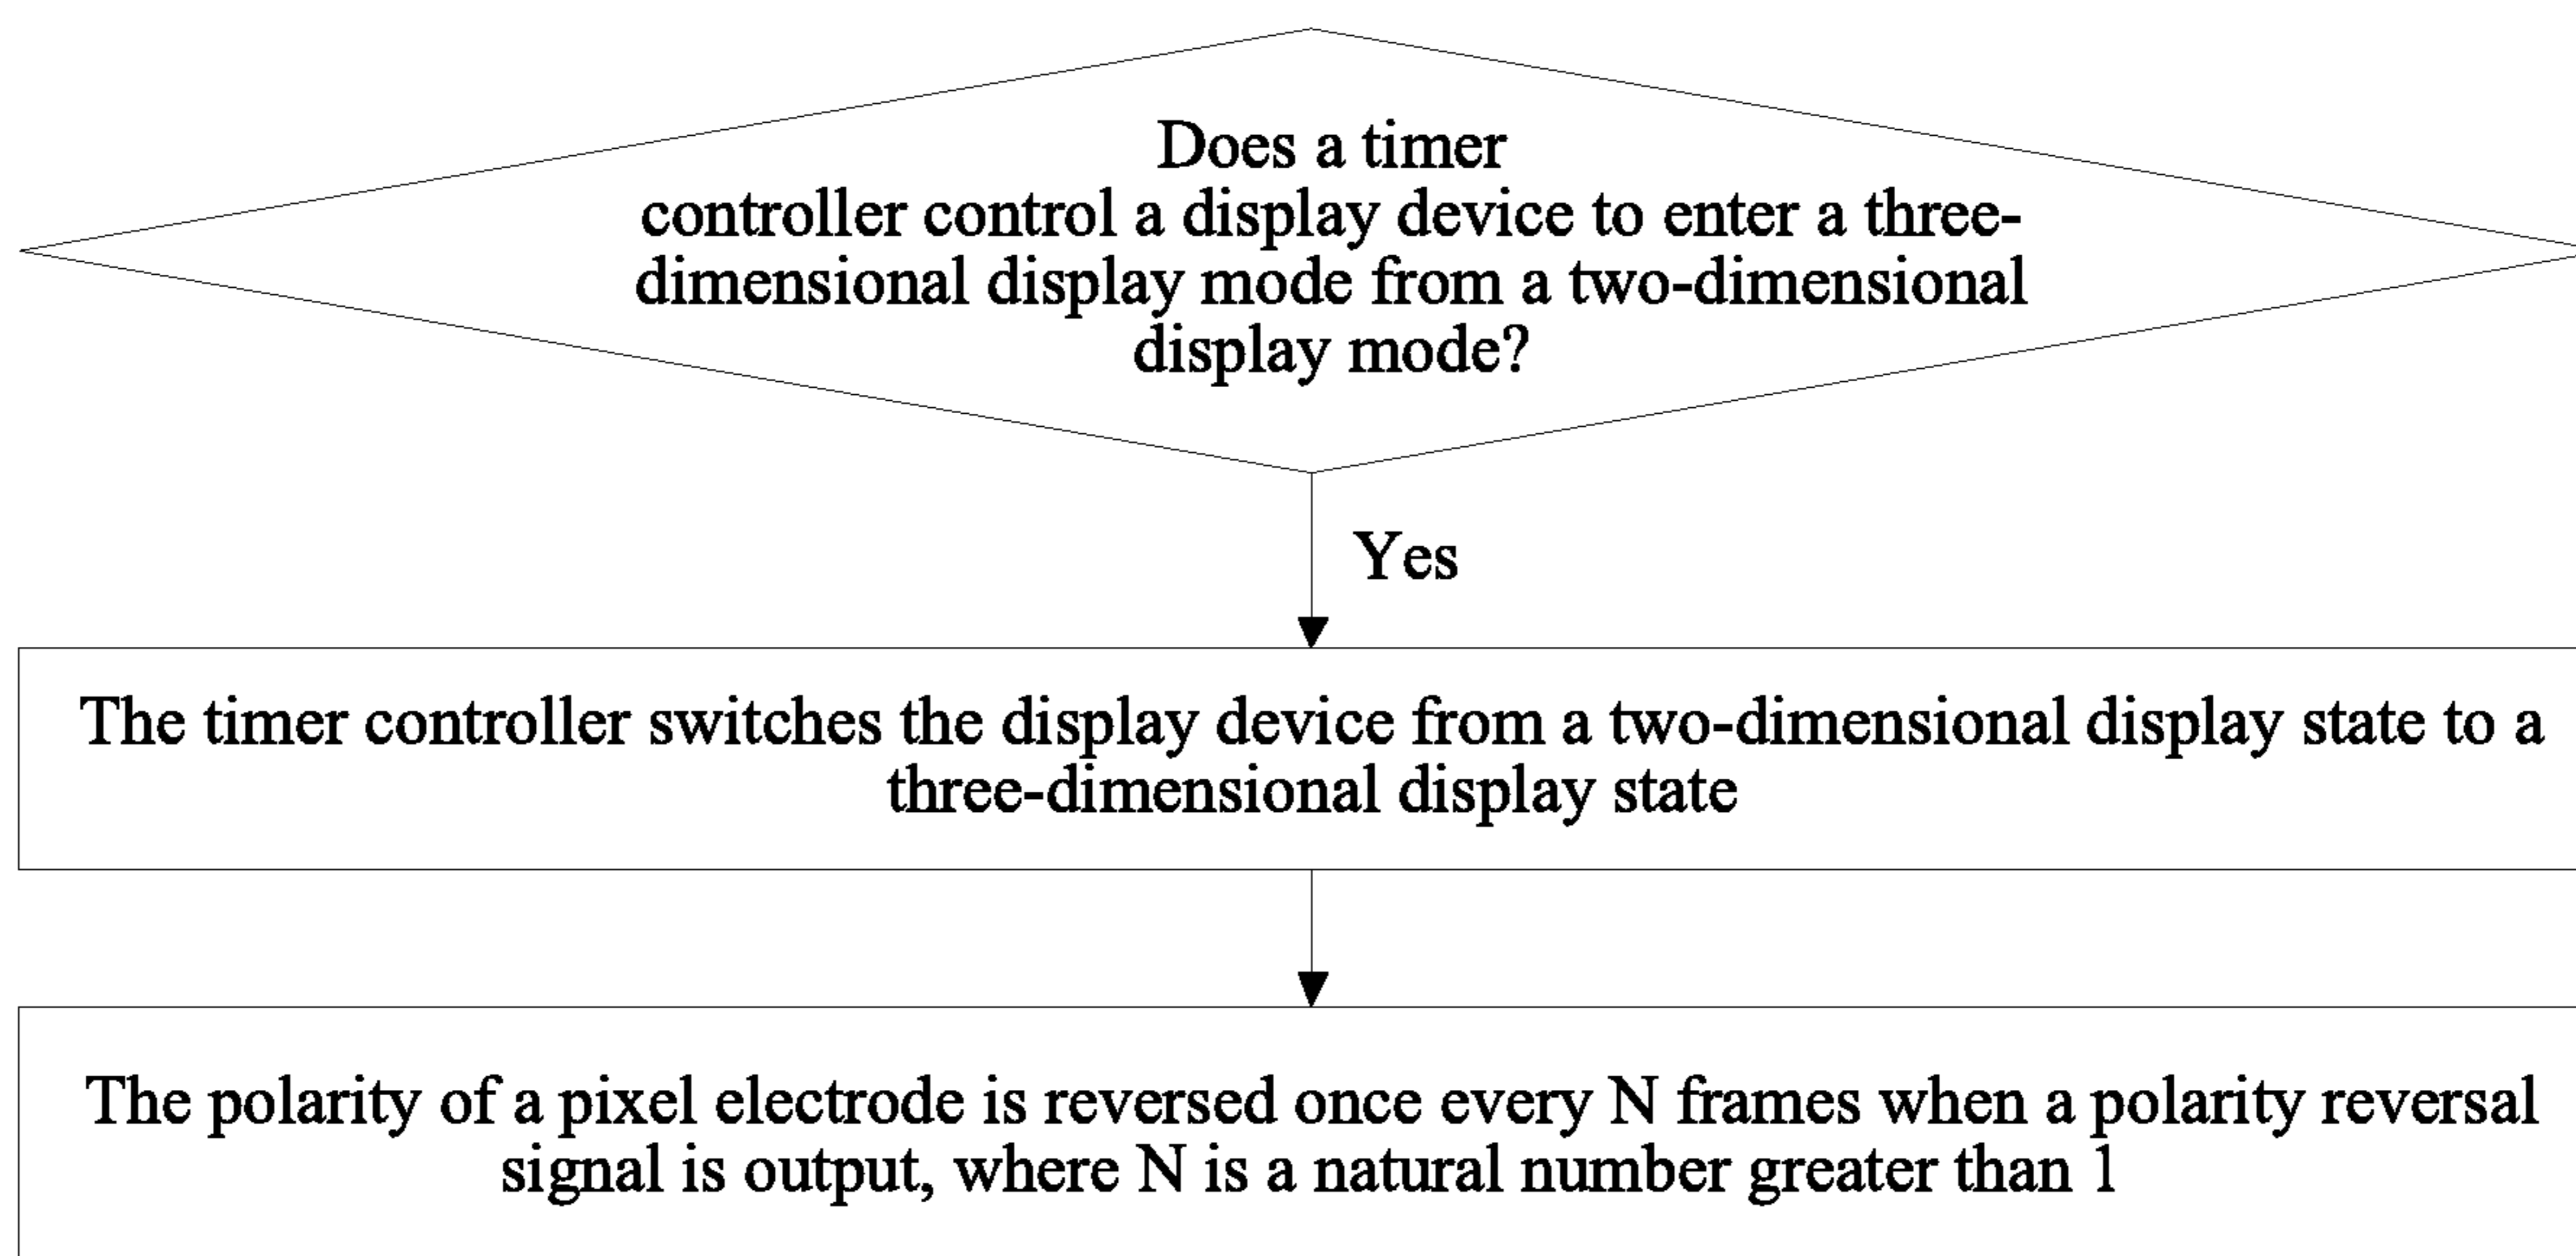 Does a timer
controller control a display device to enter a three-
dimensional display mode from a two-dimensional
display mode?
Yes
The timer controller switches the display device from a two-dimensional display state to a
three-dimensional display state
The polarity of a pixel electrode is reversed once every N frames when a polarity reversal
signal is output, where N is a natural number greater than 1